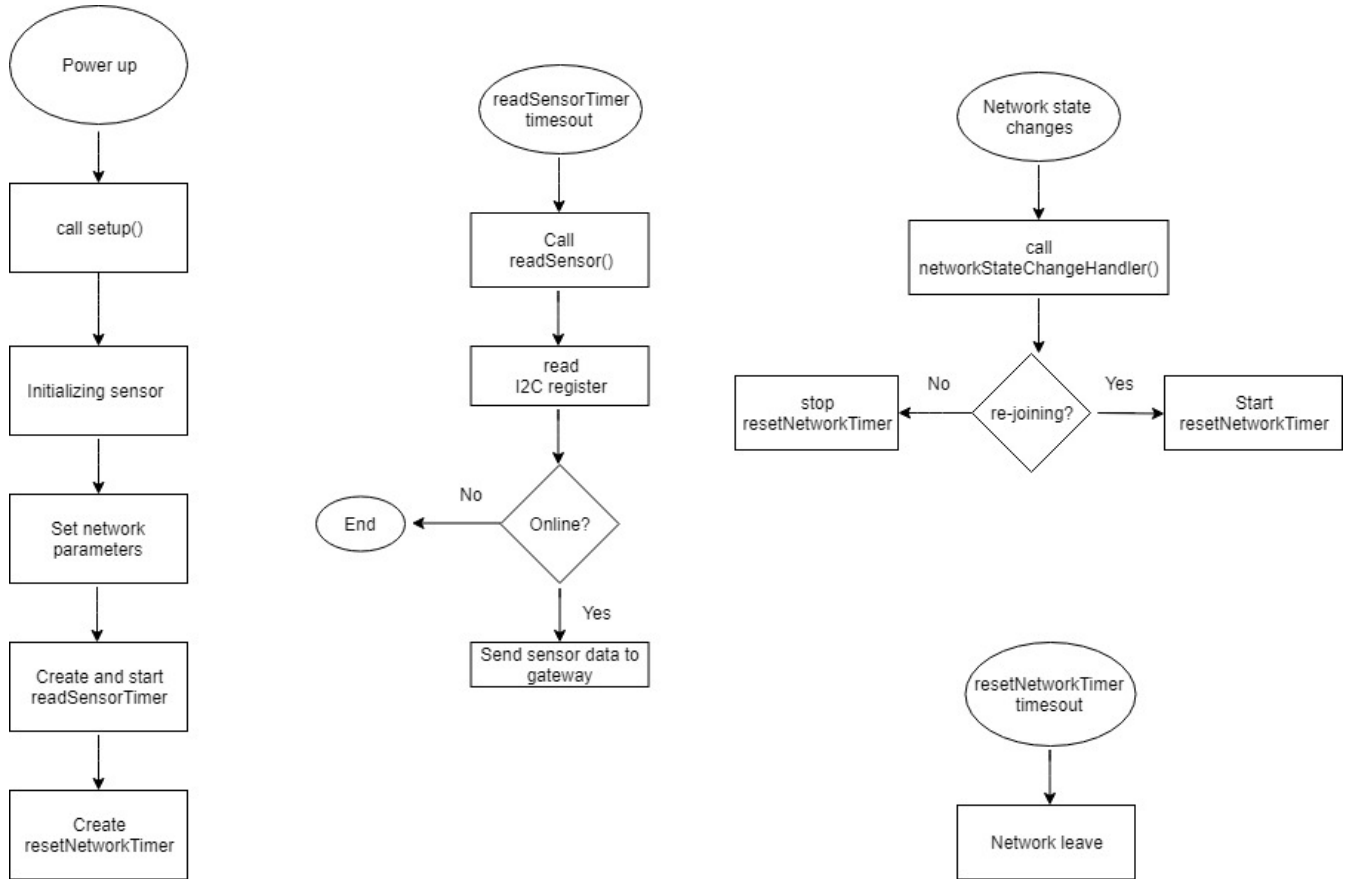 Power up
call setup()
Initializing sensor
Set network
parameters
Create and start
readSensorTimer
Create
resetNetworkTimer
readSensorTimer
timesout
Call
readSensor()
read
I2C register
Online?
No
End
Yes
Send sensor data to
gateway
Network state
changes
call
networkStateChangeHandler()
re-joining?
No
stop
resetNetworkTimer
Yes
Start
resetNetworkTimer
resetNetworkTimer
timesout
Network leave